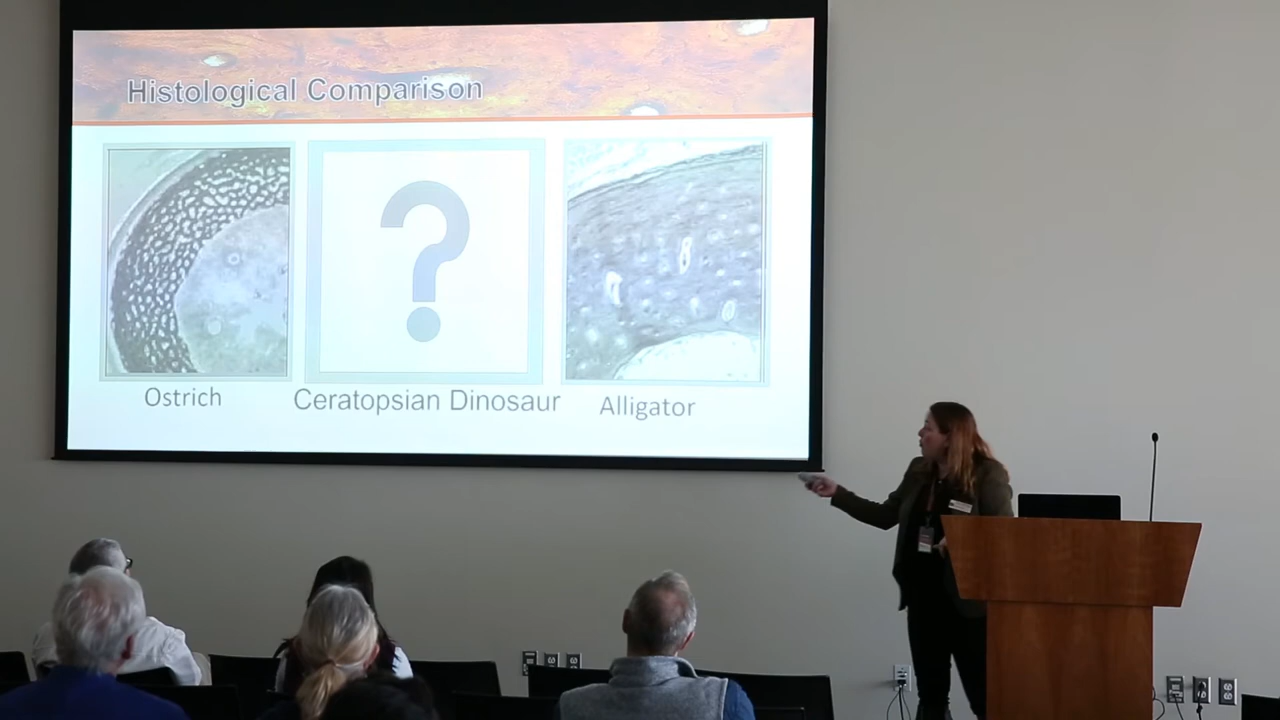 Histological Comparison
Ostrich
Ceratopsian Dinosaur
Alligator